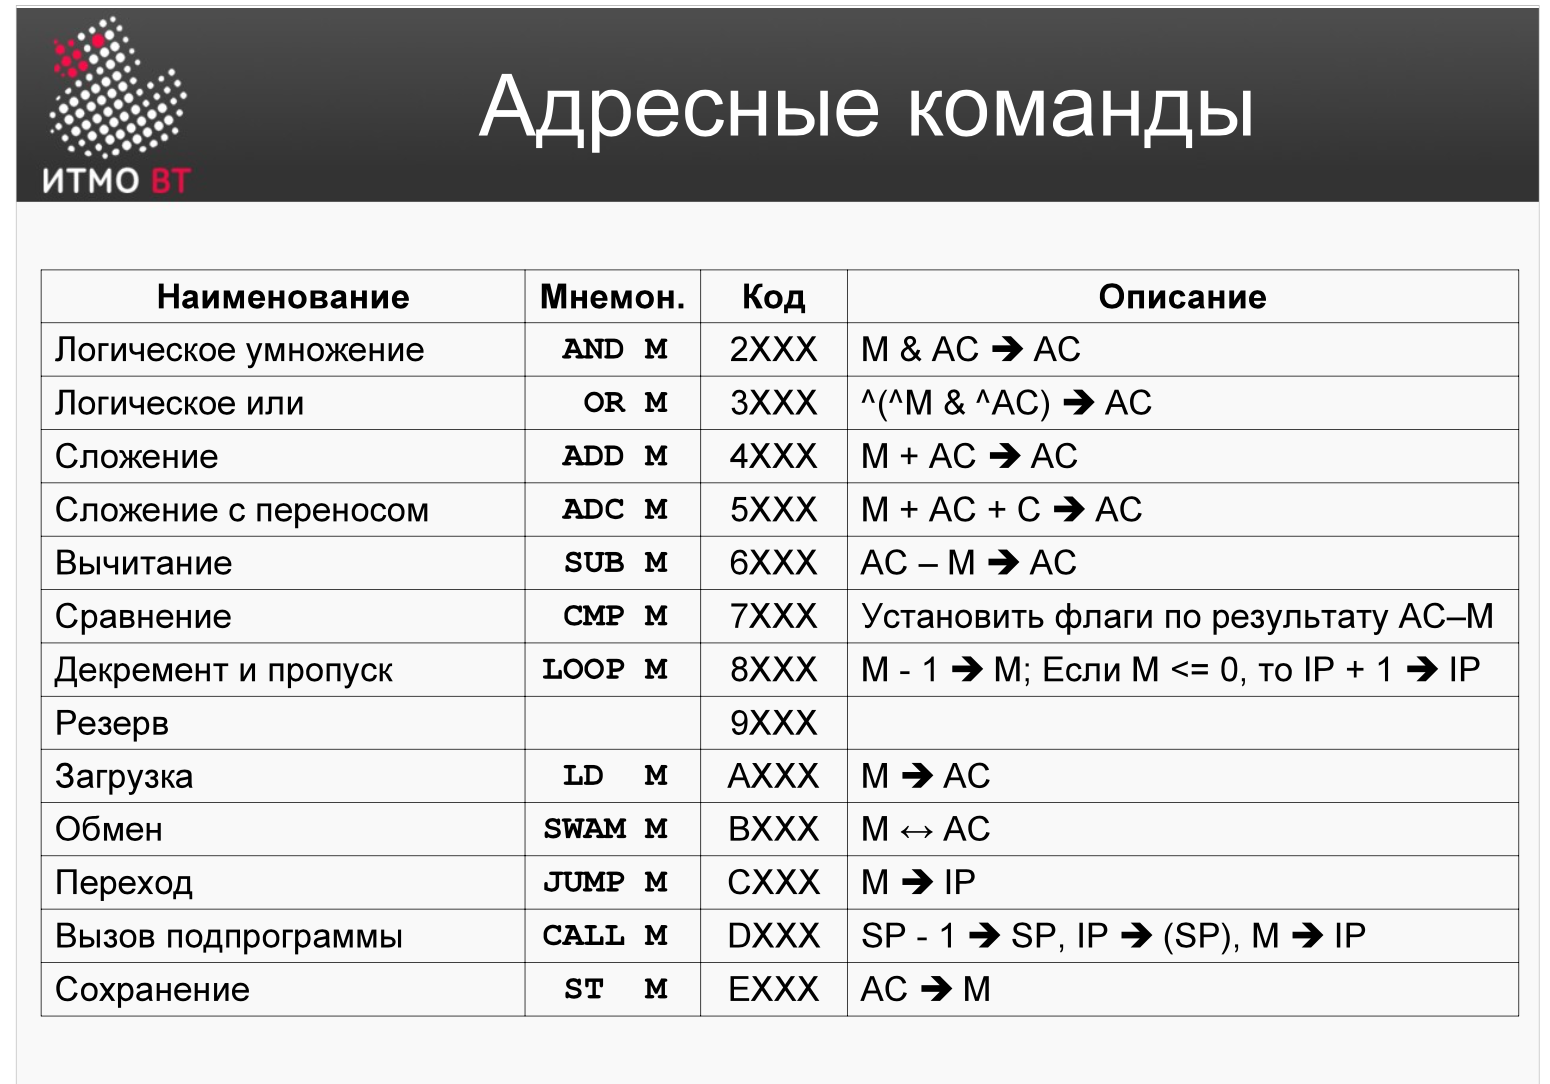 Адресные команды
ИТМО ВТ
Наименование Мнемон. Код Описание
Логическое умножение AND M 2XXX M & AC 🡺 AC
Логическое или OR M 3XXX ^(^M & ^AC) 🡺 AC
Сложение ADD M 4XXX M + AC 🡺 AC
Сложение с переносом ADC M 5XXX M + AC + C 🡺 AC
Вычитание SUB M 6XXX AC – M 🡺 AC
Сравнение CMP M 7XXX Установить флаги по результату AC–M
Декремент и пропуск LOOP M 8XXX M - 1 🡺 M; Если M <= 0, то IP + 1 🡺 IP
Резерв 9XXX
Загрузка LD M AXXX M 🡺 AC
Обмен SWAM M BXXX M ↔ AC
Переход JUMP M CXXX M 🡺 IP
Вызов подпрограммы CALL M DXXX SP - 1 🡺 SP, IP 🡺 (SP), M 🡺 IP
Сохранение ST M EXXX AC 🡺 M